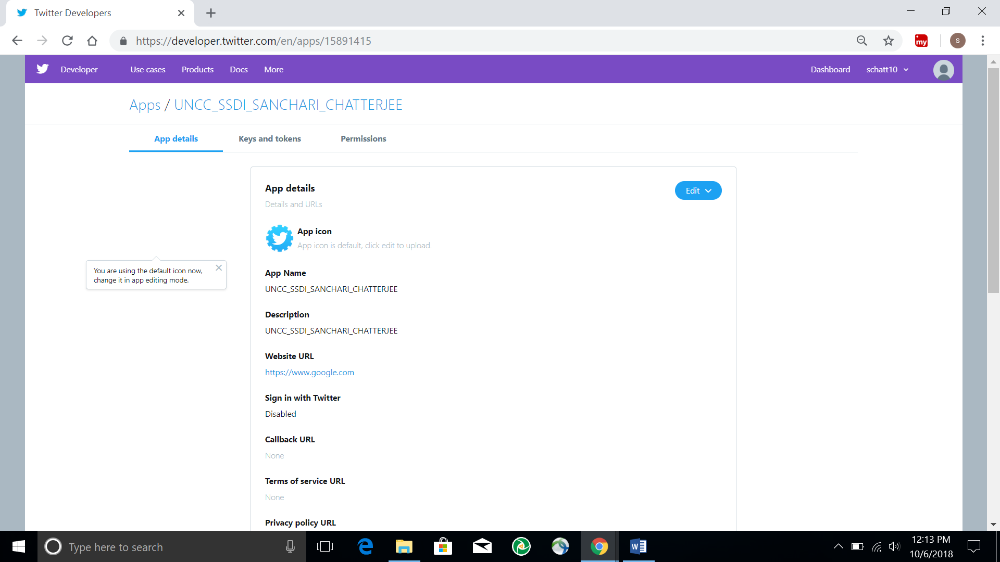 Twitter Developers
https://developer.twitter.com/en/apps/15891415
my
S
Developer
Use cases
Products
Docs
More
Dashboard
schatt10
Apps / UNCC_SSDI_SANCHARI_CHATTERJEE
App details
Keys and tokens
Permissions
App details
Edit
Details and URLs
App icon
App icon is default, click edit to upload.
You are using the default icon now,
change it in app editing mode.
App Name
UNCC_SSDI_SANCHARI_CHATTERJEE
Description
UNCC_SSDI_SANCHARI_CHATTERJEE
Website URL
https://www.google.com
Sign in with Twitter
Disabled
Callback URL
None
Terms of service URL
None
Privacy policy URL
Type here to search
W
12:13 PM
10/6/2018